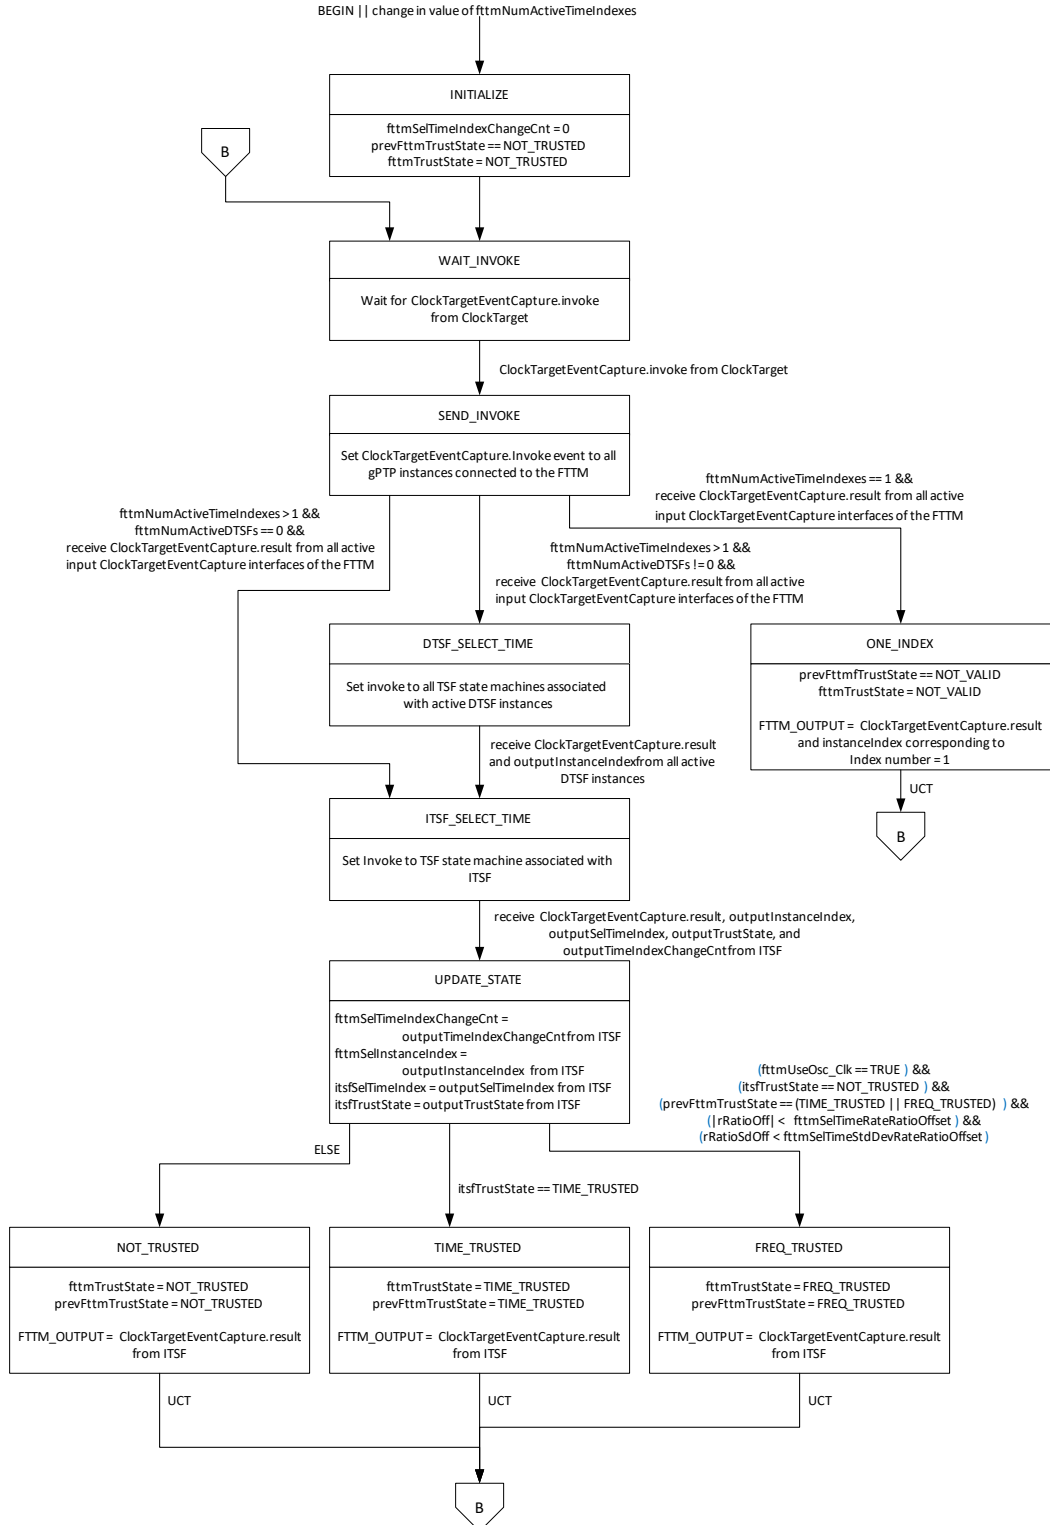 BEGIN || change in value of fttmNumActiveTimeIndexes
INITIALIZE
fttmSelTimeIndexChangeCnt = 0
prevFttmTrustState == NOT_TRUSTED
fttmTrustState = NOT_TRUSTED
B
WAIT_INVOKE
Wait for ClockTargetEventCapture.invoke
from ClockTarget
ClockTargetEventCapture.invoke from ClockTarget
SEND_INVOKE
Set ClockTargetEventCapture.Invoke event to all
gPTP instances connected to the FTTM
fttmNumActiveTimeIndexes > 1 &&
fttmNumActiveDTSFs == 0 &&
receive ClockTargetEventCapture.result from all active
input ClockTargetEventCapture interfaces of the FTTM
fttmNumActiveTimeIndexes > 1 &&
fttmNumActiveDTSFs != 0 &&
receive ClockTargetEventCapture.result from all active
input ClockTargetEventCapture interfaces of the FTTM
fttmNumActiveTimeIndexes == 1 &&
receive ClockTargetEventCapture.result from all active
input ClockTargetEventCapture interfaces of the FTTM
DTSF_SELECT_TIME
Set invoke to all TSF state machines associated
with active DTSF instances
ONE_INDEX
prevFttmfTrustState == NOT_VALID
fttmTrustState = NOT_VALID
FTTM_OUTPUT = ClockTargetEventCapture.result
and instanceIndex corresponding to
Index number = 1
UCT
B
receive ClockTargetEventCapture.result
and outputInstanceIndexfrom all active
DTSF instances
ITSF_SELECT_TIME
Set Invoke to TSF state machine associated with
ITSF
receive ClockTargetEventCapture.result, outputInstanceIndex,
outputSelTimeIndex, outputTrustState, and
outputTimeIndexChangeCntfrom ITSF
UPDATE_STATE
fttmSelTimeIndexChangeCnt =
outputTimeIndexChangeCntfrom ITSF
fttmSelInstanceIndex =
outputInstanceIndex from ITSF
itsfSelTimeIndex = outputSelTimeIndex from ITSF
itsfTrustState = outputTrustState from ITSF
(fttmUseOsc_Clk == TRUE ) &&
(itsfTrustState == NOT_TRUSTED ) &&
(prevFttmTrustState == (TIME_TRUSTED || FREQ_TRUSTED) ) &&
(|rRatioOff| < fttmSelTimeRateRatioOffset ) &&
(rRatioSdOff < fttmSelTimeStdDevRateRatioOffset )
ELSE
itsfTrustState == TIME_TRUSTED
NOT_TRUSTED
fttmTrustState = NOT_TRUSTED
prevFttmTrustState = NOT_TRUSTED
FTTM_OUTPUT = ClockTargetEventCapture.result
from ITSF
UCT
TIME_TRUSTED
fttmTrustState = TIME_TRUSTED
prevFttmTrustState = TIME_TRUSTED
FTTM_OUTPUT = ClockTargetEventCapture.result
from ITSF
UCT
FREQ_TRUSTED
fttmTrustState = FREQ_TRUSTED
prevFttmTrustState = FREQ_TRUSTED
FTTM_OUTPUT = ClockTargetEventCapture.result
from ITSF
UCT
B